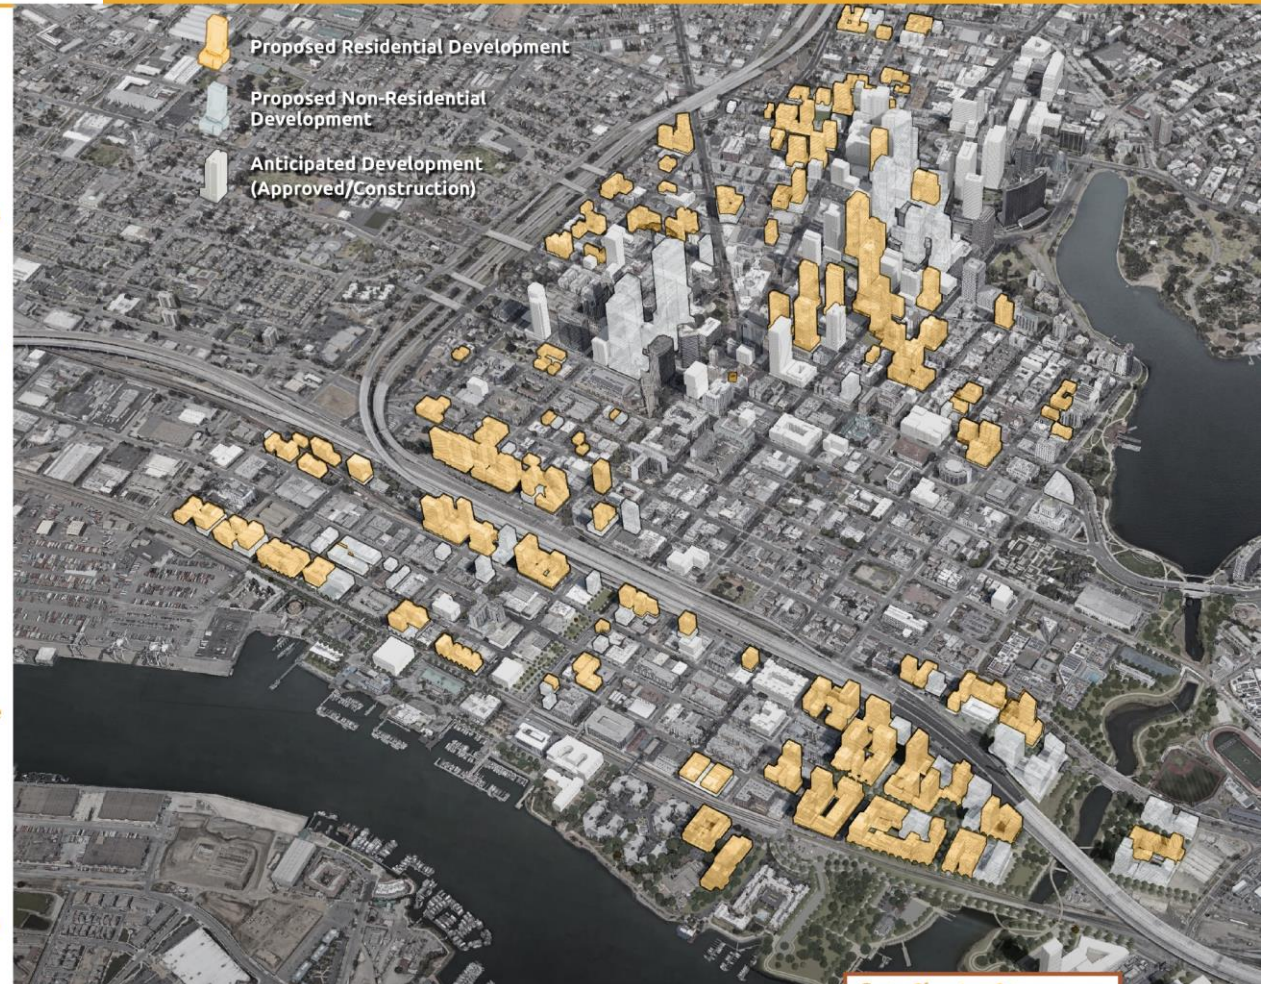 Proposed Residential Development
Proposed Non-Residential
Development
Anticipated Development
(Approved/Construction)